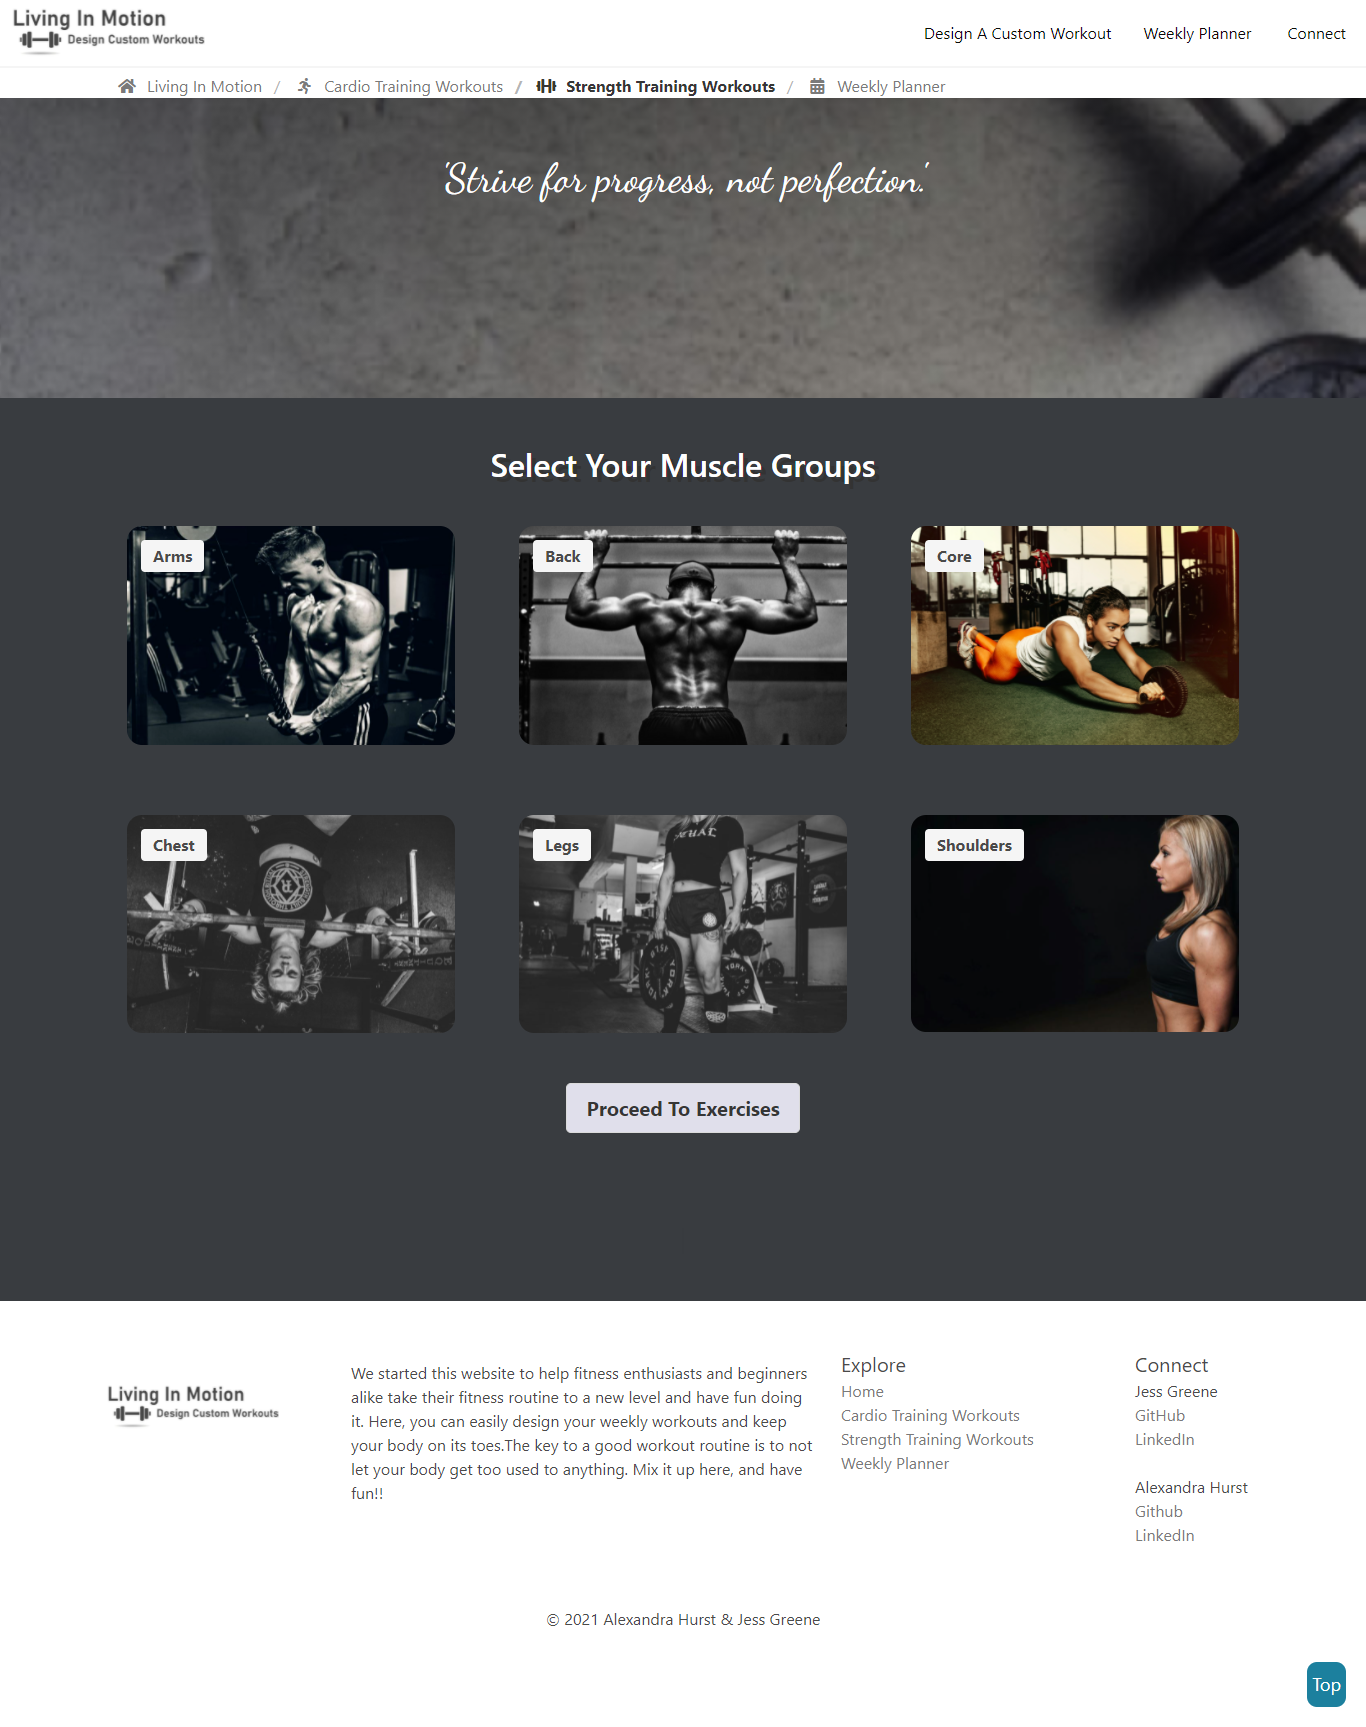 Living In Motion
Design Custom Workouts
Design A Custom Workout Weekly Planner Connect
Living In Motion / Cardio Training Workouts / Strength Training Workouts / Weekly Planner
'Strive for progress, not perfection.'
Select Your Muscle Groups
Arms Back Core
Chest Legs Shoulders
Proceed To Exercises
Living In Motion
Design Custom Workouts
We started this website to help fitness enthusiasts and beginners
alike take their fitness routine to a new level and have fun doing
it. Here, you can easily design your weekly workouts and keep
your body on its toes.The key to a good workout routine is to not
let your body get too used to anything. Mix it up here, and have
fun!!
Explore
Home
Cardio Training Workouts
Strength Training Workouts
Weekly Planner
Connect
Jess Greene
GitHub
LinkedIn
Alexandra Hurst
Github
LinkedIn
© 2021 Alexandra Hurst & Jess Greene
Top